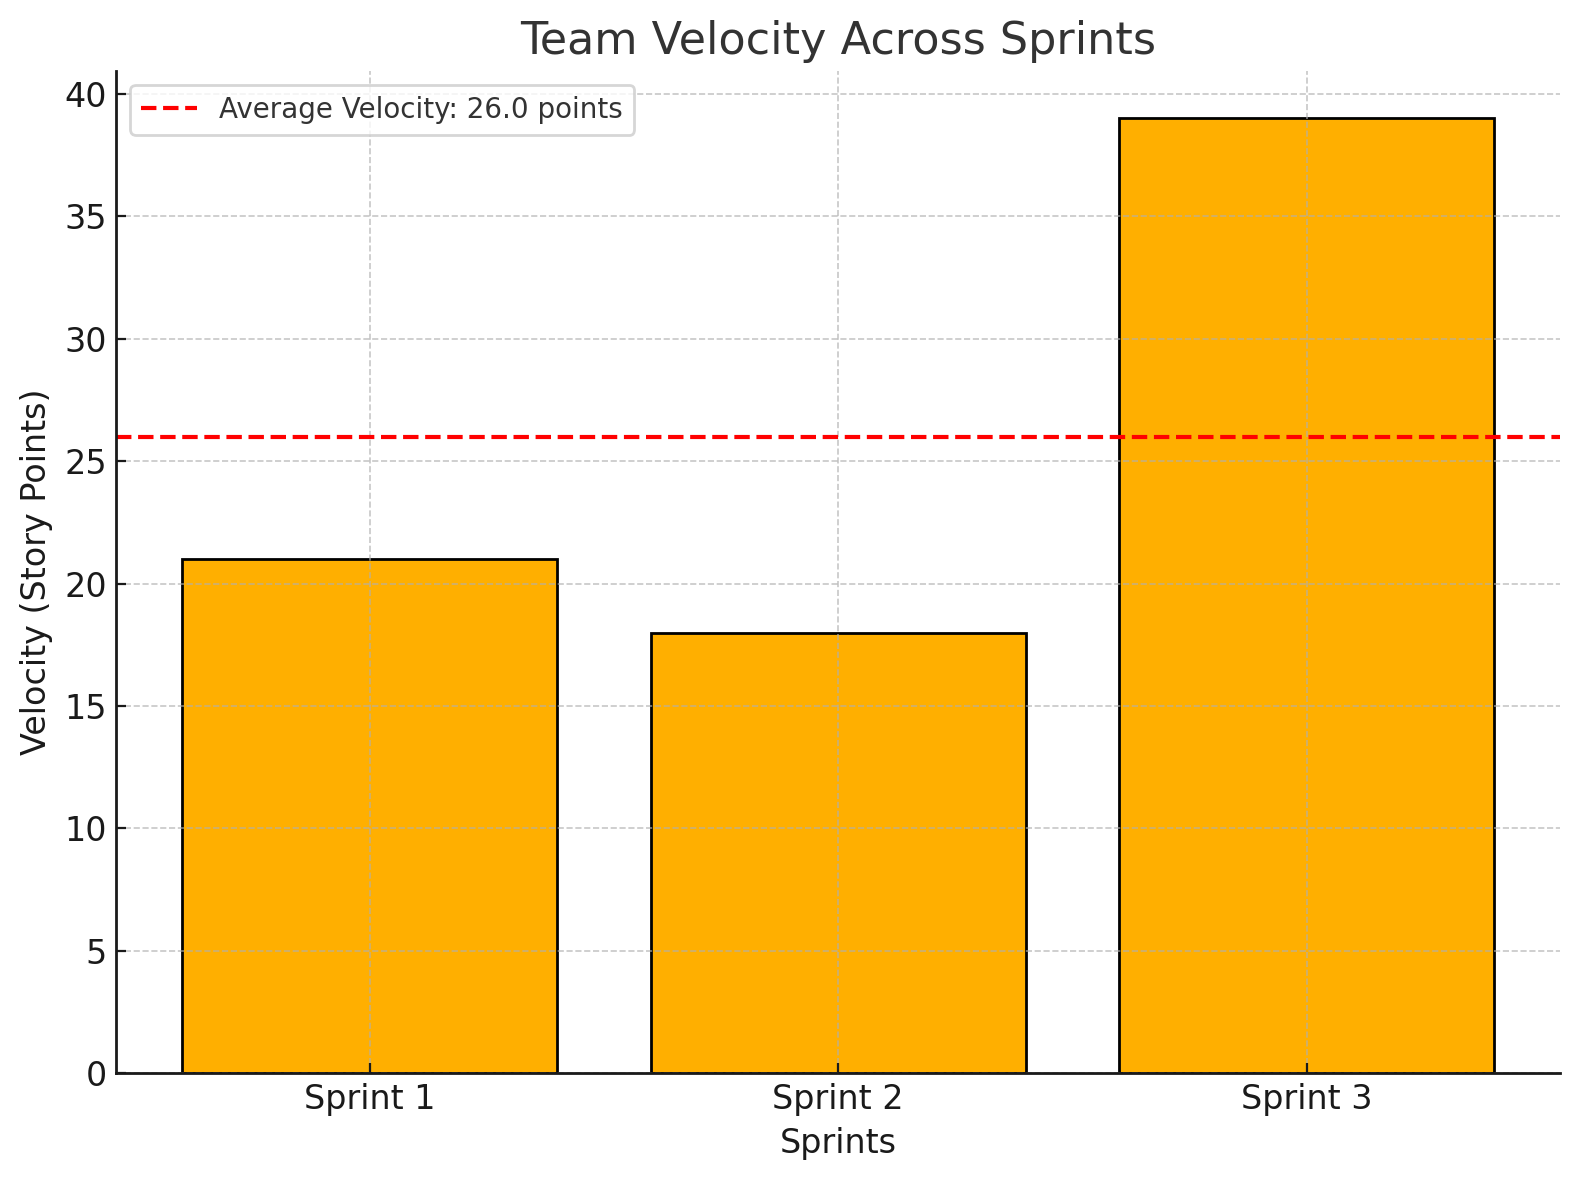 Team Velocity Across Sprints
Average Velocity: 26.0 points
Velocity (Story Points)
40
35
30
25
20
15
10
5
0
Sprint 1
Sprint 2
Sprint 3
Sprints